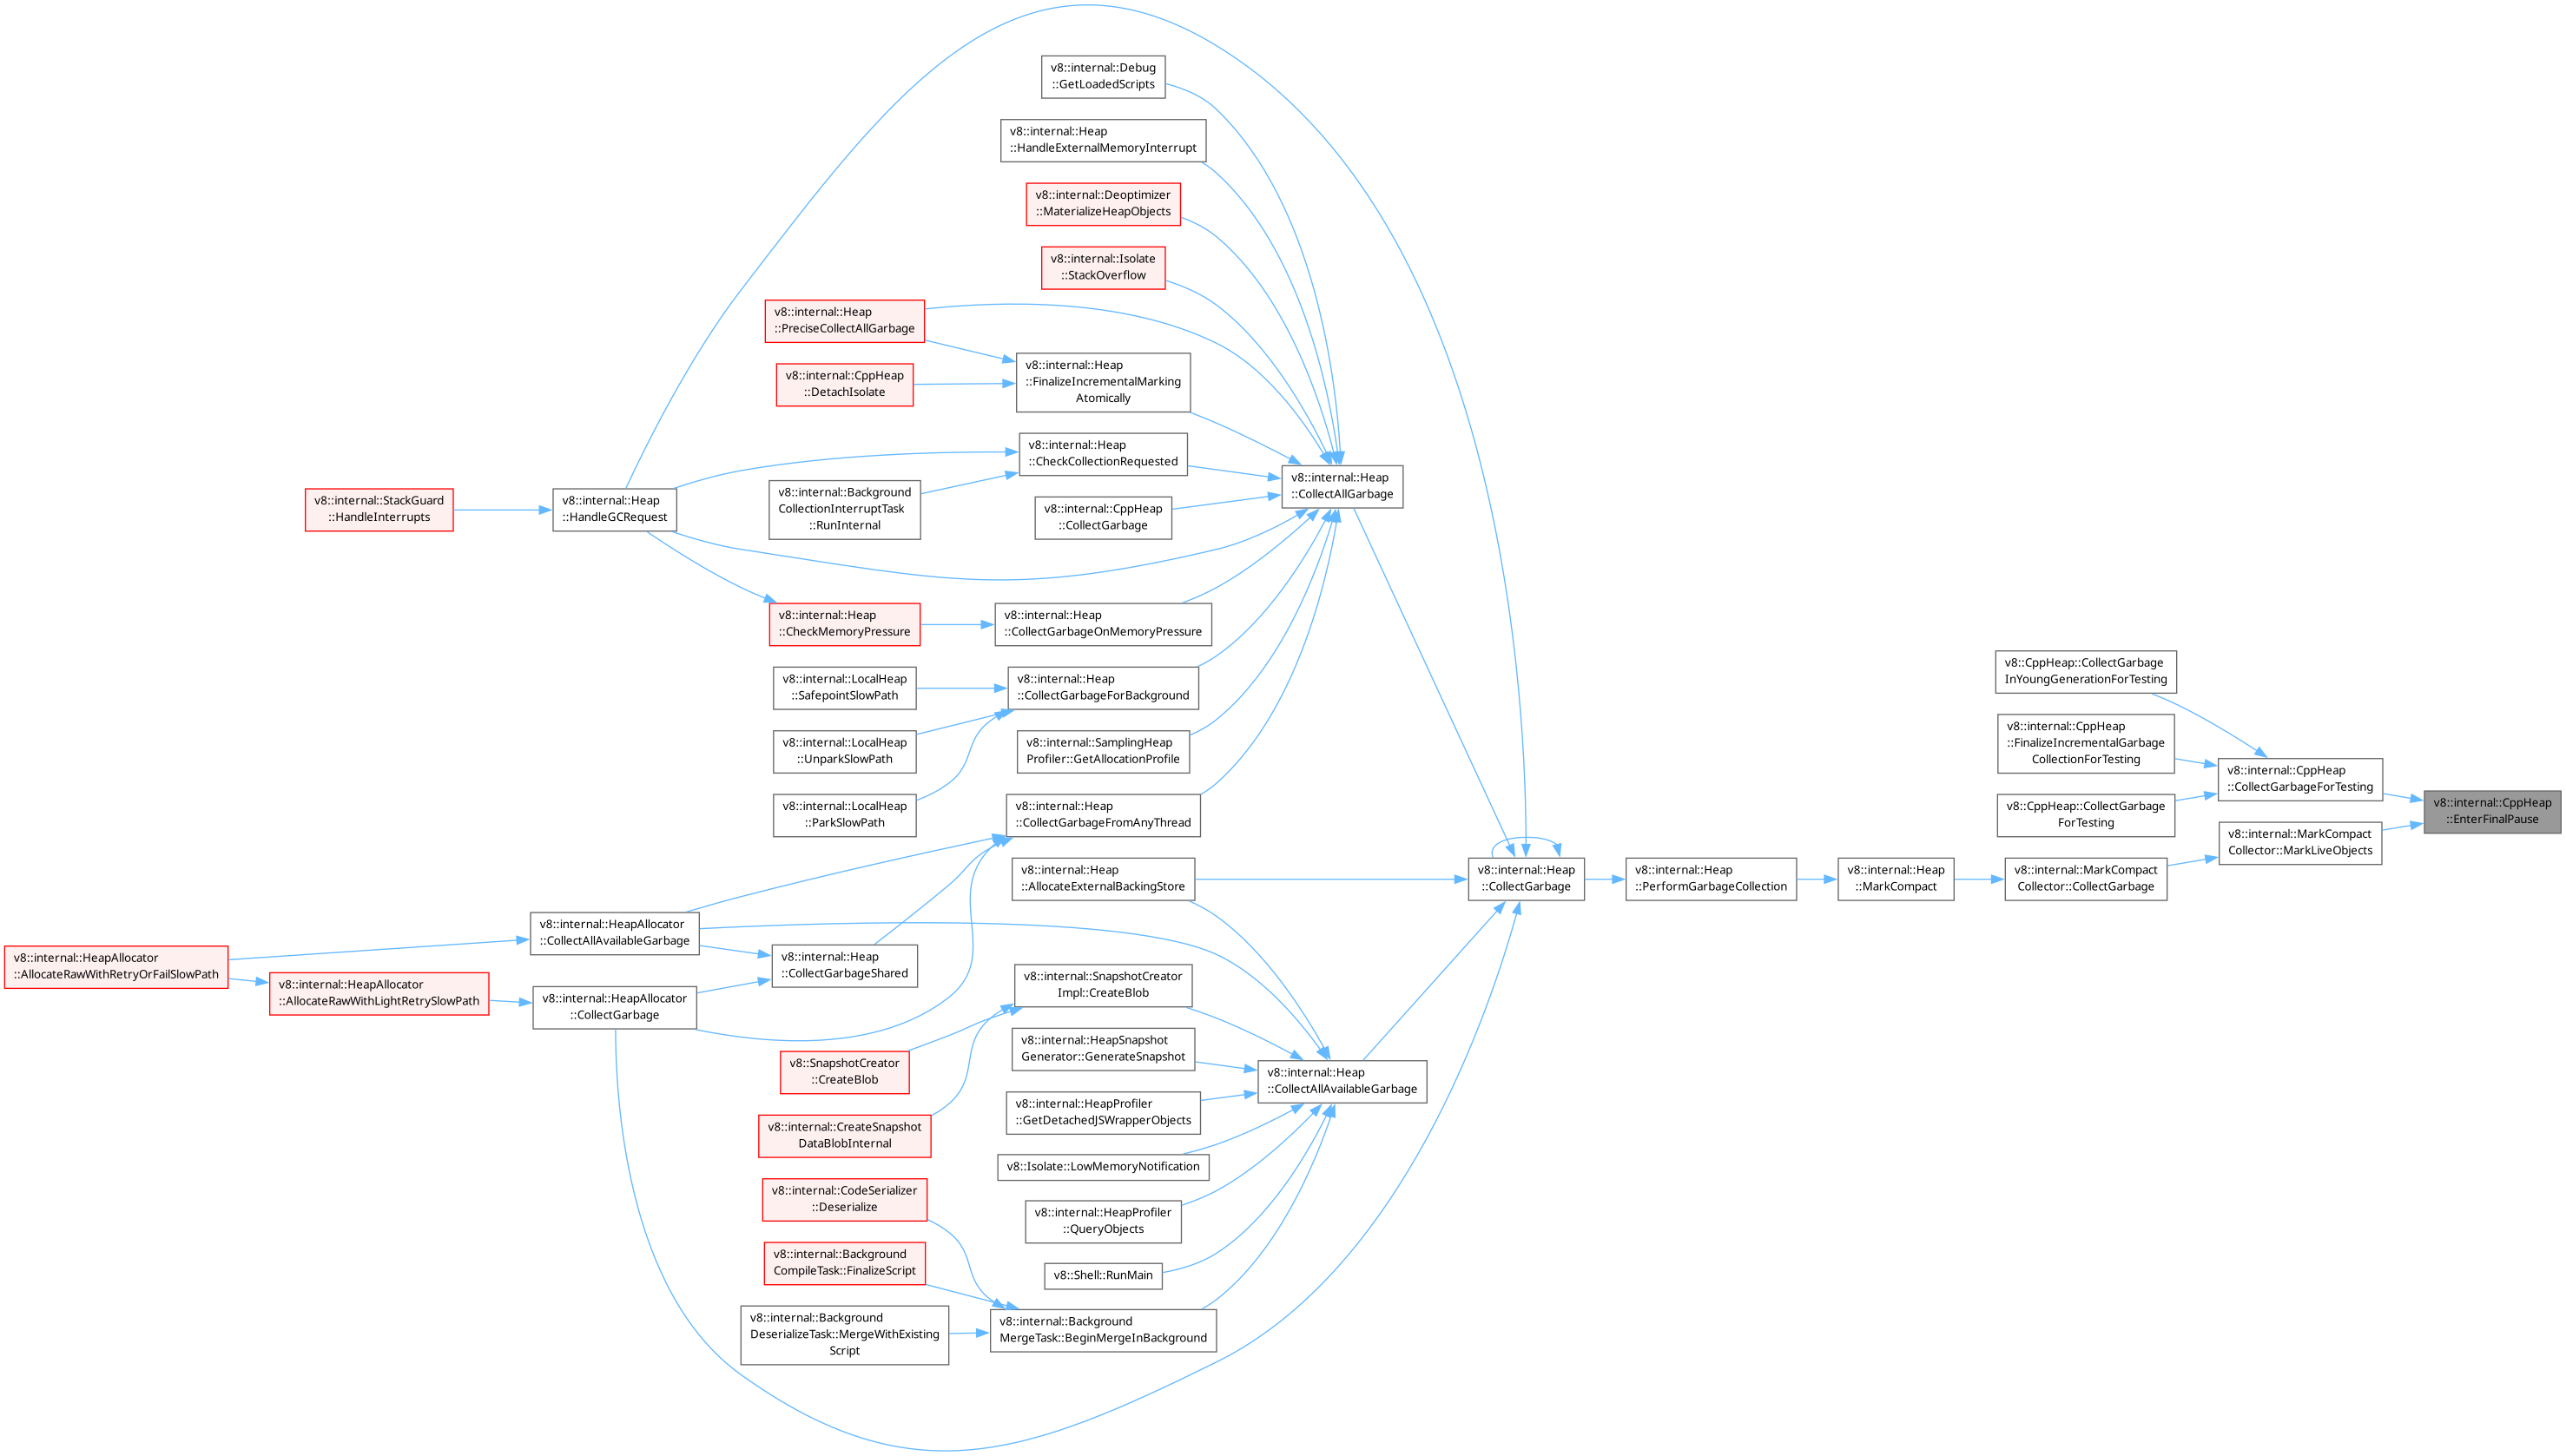 v8::internal::Debug
::GetLoadedScripts
v8::internal::Heap
::HandleExternalMemoryInterrupt
v8::internal::Deoptimizer
::MaterializeHeapObjects
v8::internal::Isolate
::StackOverflow
v8::internal::Heap
::PreciseCollectAllGarbage
v8::internal::Heap
::FinalizeIncrementalMarking
Atomically
v8::internal::CppHeap
::DetachIsolate
v8::internal::Heap
::CheckCollectionRequested
v8::internal::Heap
::CollectAllGarbage
v8::internal::StackGuard
::HandleInterrupts
v8::internal::Heap
::HandleGCRequest
v8::internal::Background
CollectionInterruptTask
::RunInternal
v8::internal::CppHeap
::CollectGarbage
v8::internal::Heap
::CheckMemoryPressure
v8::internal::Heap
::CollectGarbageOnMemoryPressure
v8::internal::LocalHeap
::SafepointSlowPath
v8::internal::Heap
::CollectGarbageForBackground
v8::CppHeap::CollectGarbage
InYoungGenerationForTesting
v8::internal::LocalHeap
::UnparkSlowPath
v8::internal::SamplingHeap
Profiler::GetAllocationProfile
v8::internal::CppHeap
::FinalizeIncrementalGarbage
CollectionForTesting
v8::internal::CppHeap
::CollectGarbageForTesting
v8::internal::CppHeap
::EnterFinalPause
v8::internal::LocalHeap
::ParkSlowPath
v8::internal::Heap
::CollectGarbageFromAnyThread
v8::CppHeap::CollectGarbage
ForTesting
v8::internal::MarkCompact
Collector::MarkLiveObjects
v8::internal::Heap
::AllocateExternalBackingStore
v8::internal::Heap
::CollectGarbage
v8::internal::Heap
::PerformGarbageCollection
v8::internal::Heap
::MarkCompact
v8::internal::MarkCompact
Collector::CollectGarbage
v8::internal::HeapAllocator
::CollectAllAvailableGarbage
v8::internal::HeapAllocator
::AllocateRawWithRetryOrFailSlowPath
v8::internal::HeapAllocator
::AllocateRawWithLightRetrySlowPath
v8::internal::Heap
::CollectGarbageShared
v8::internal::HeapAllocator
::CollectGarbage
v8::internal::SnapshotCreator
Impl::CreateBlob
v8::internal::HeapSnapshot
Generator::GenerateSnapshot
v8::SnapshotCreator
::CreateBlob
v8::internal::Heap
::CollectAllAvailableGarbage
v8::internal::HeapProfiler
::GetDetachedJSWrapperObjects
v8::internal::CreateSnapshot
DataBlobInternal
v8::Isolate::LowMemoryNotification
v8::internal::CodeSerializer
::Deserialize
v8::internal::HeapProfiler
::QueryObjects
v8::internal::Background
CompileTask::FinalizeScript
v8::Shell::RunMain
v8::internal::Background
DeserializeTask::MergeWithExisting
Script
v8::internal::Background
MergeTask::BeginMergeInBackground